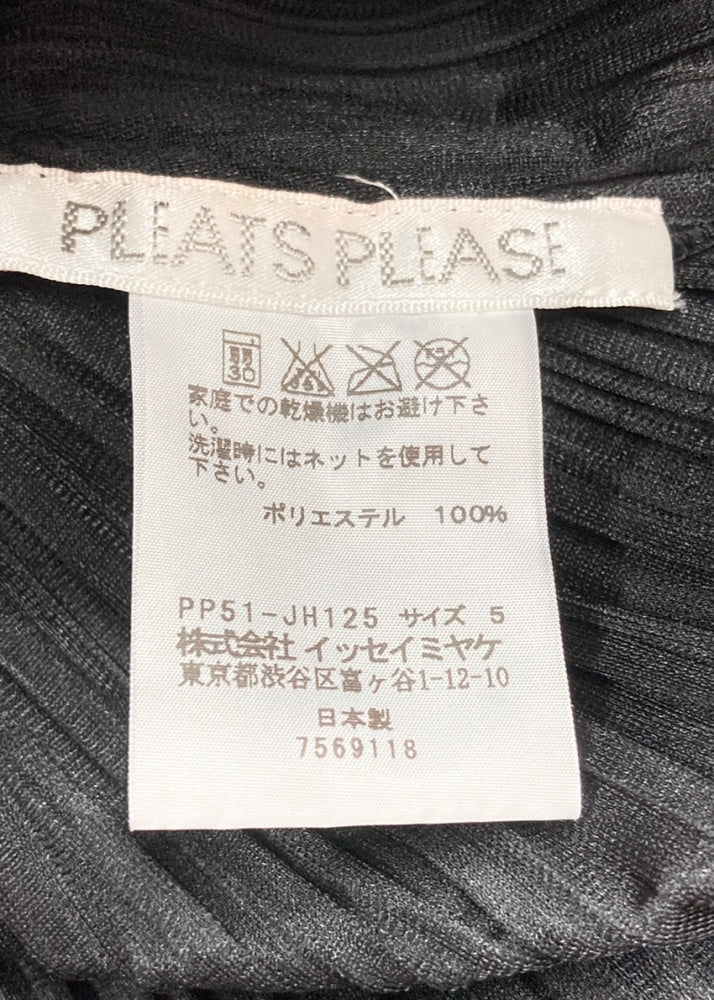 PLEATS PLEASE
30
家庭での乾燥機はお避け下さ
い。
洗濯時にはネットを使用して
下さい。
ポリエステル 100%
PP51-JH125 サイズ 5
株式会社 イッセイミヤケ
東京都渋谷区富ヶ谷1-12-10
日本製
7569118